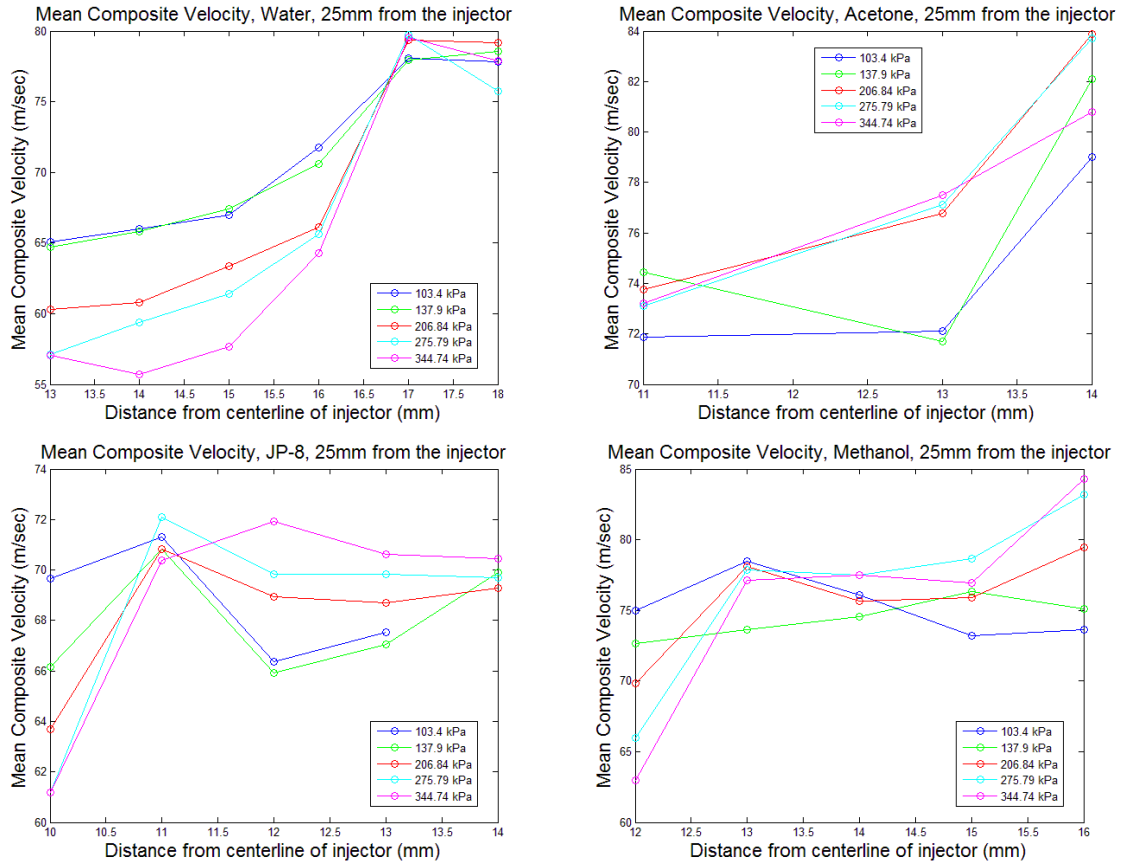 Mean Composite Velocity, Water, 25mm from the injector
Mean Composite Velocity (m/sec)
80
75
70
65
60
55
103.4 kPa
137.9 kPa
206.84 kPa
275.79 kPa
344.74 kPa
13 13.5 14 14.5 15 15.5 16 16.5 17 17.5 18
Distance from centerline of injector (mm)
Mean Composite Velocity, Acetone, 25mm from the injector
Mean Composite Velocity (m/sec)
84
82
80
78
76
74
72
70
103.4 kPa
137.9 kPa
206.84 kPa
275.79 kPa
344.74 kPa
11 11.5 12 12.5 13 13.5 14
Distance from centerline of injector (mm)
Mean Composite Velocity, JP-8, 25mm from the injector
Mean Composite Velocity (m/sec)
74
72
70
68
66
64
62
60
103.4 kPa
137.9 kPa
206.84 kPa
275.79 kPa
344.74 kPa
10 10.5 11 11.5 12 12.5 13 13.5 14
Distance from centerline of injector (mm)
Mean Composite Velocity, Methanol, 25mm from the injector
Mean Composite Velocity (m/sec)
85
80
75
70
65
60
103.4 kPa
137.9 kPa
206.84 kPa
275.79 kPa
344.74 kPa
12 12.5 13 13.5 14 14.5 15 15.5 16
Distance from centerline of injector (mm)